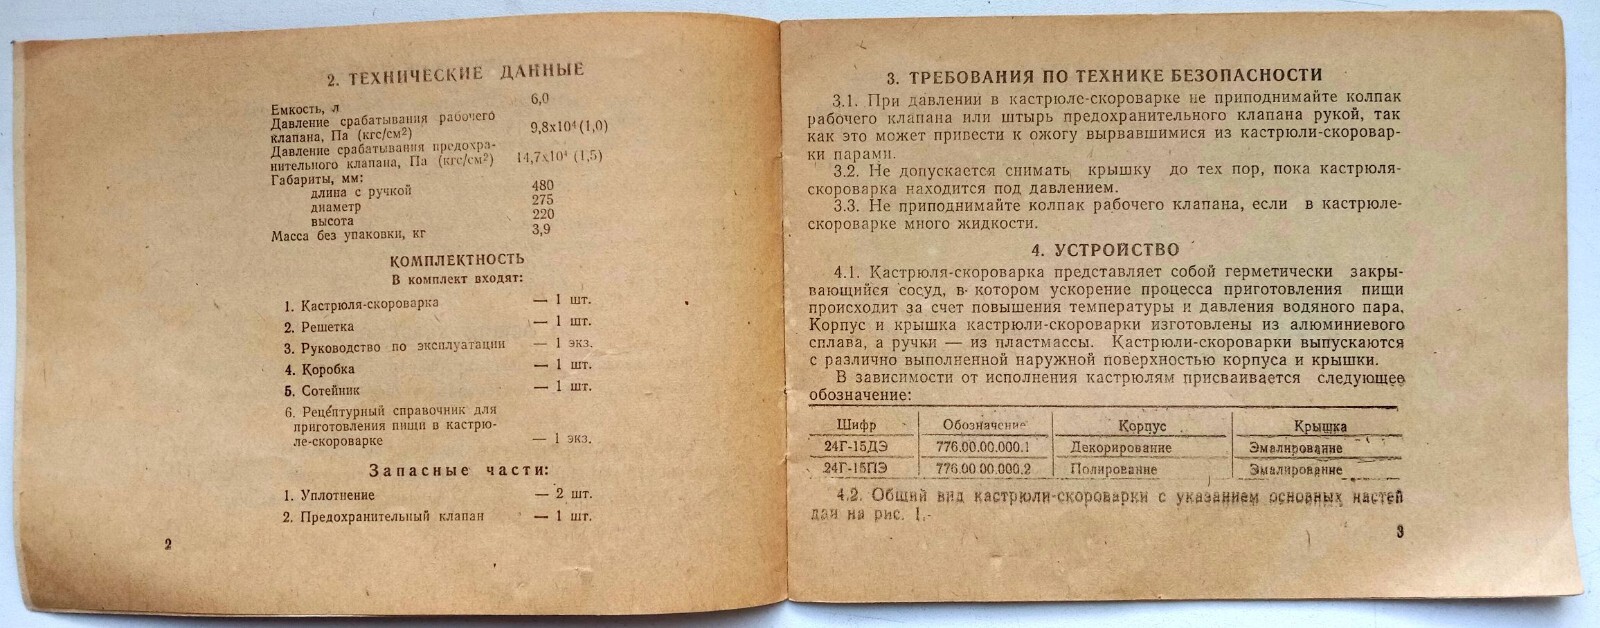 2. ТЕХНИЧЕСКИЕ ДАННЫЕ
Емкость, л 6,0
Давление срабатывания рабочего
клапана, Па (кгс/см²) 9,8х10⁴ (1,0)
Давление срабатывания предохра-
нительного клапана, Па (кгс/см²) 14,7х10⁴ (1,5)
Габариты, мм:
длина с ручкой 480
диаметр 275
высота 220
Масса без упаковки, кг 3,9
КОМПЛЕКТНОСТЬ
В комплект входят:
1. Кастрюля-скороварка — 1 шт.
2. Решетка — 1 шт.
3. Руководство по эксплуатации — 1 экз.
4. Коробка — 1 шт.
5. Сотейник — 1 шт.
6. Рецептурный справочник для
приготовления пищи в кастрю-
ле-скороварке — 1 экз.
Запасные части:
1. Уплотнение — 2 шт.
2. Предохранительный клапан — 1 шт.
2
3. ТРЕБОВАНИЯ ПО ТЕХНИКЕ БЕЗОПАСНОСТИ
3.1. При давлении в кастрюле-скороварке не приподнимайте колпак
рабочего клапана или штырь предохранительного клапана рукой, так
как это может привести к ожогу вырвавшимися из кастрюли-скоровар-
ки парами.
3.2. Не допускается снимать крышку до тех пор, пока кастрюля-
скороварка находится под давлением.
3.3. Не приподнимайте колпак рабочего клапана, если в кастрюле-
скороварке много жидкости.
4. УСТРОЙСТВО
4.1. Кастрюля-скороварка представляет собой герметически закры-
вающийся сосуд, в котором ускорение процесса приготовления пищи
происходит за счет повышения температуры и давления водяного пара.
Корпус и крышка кастрюли-скороварки изготовлены из алюминиевого
сплава, а ручки — из пластмассы. Кастрюли-скороварки выпускаются
с различно выполненной наружной поверхностью корпуса и крышки.
В зависимости от исполнения кастрюлям присваивается следующее
обозначение:
Шифр Обозначение Корпус Крышка
24Г-15ДЭ 776.00.00.000.1 Декорирование Эмалирование
24Г-15ПЭ 776.00.00.000.2 Полирование Эмалирование
4.2. Общий вид кастрюли-скороварки с указанием основных частей
дан на рис. 1.
3